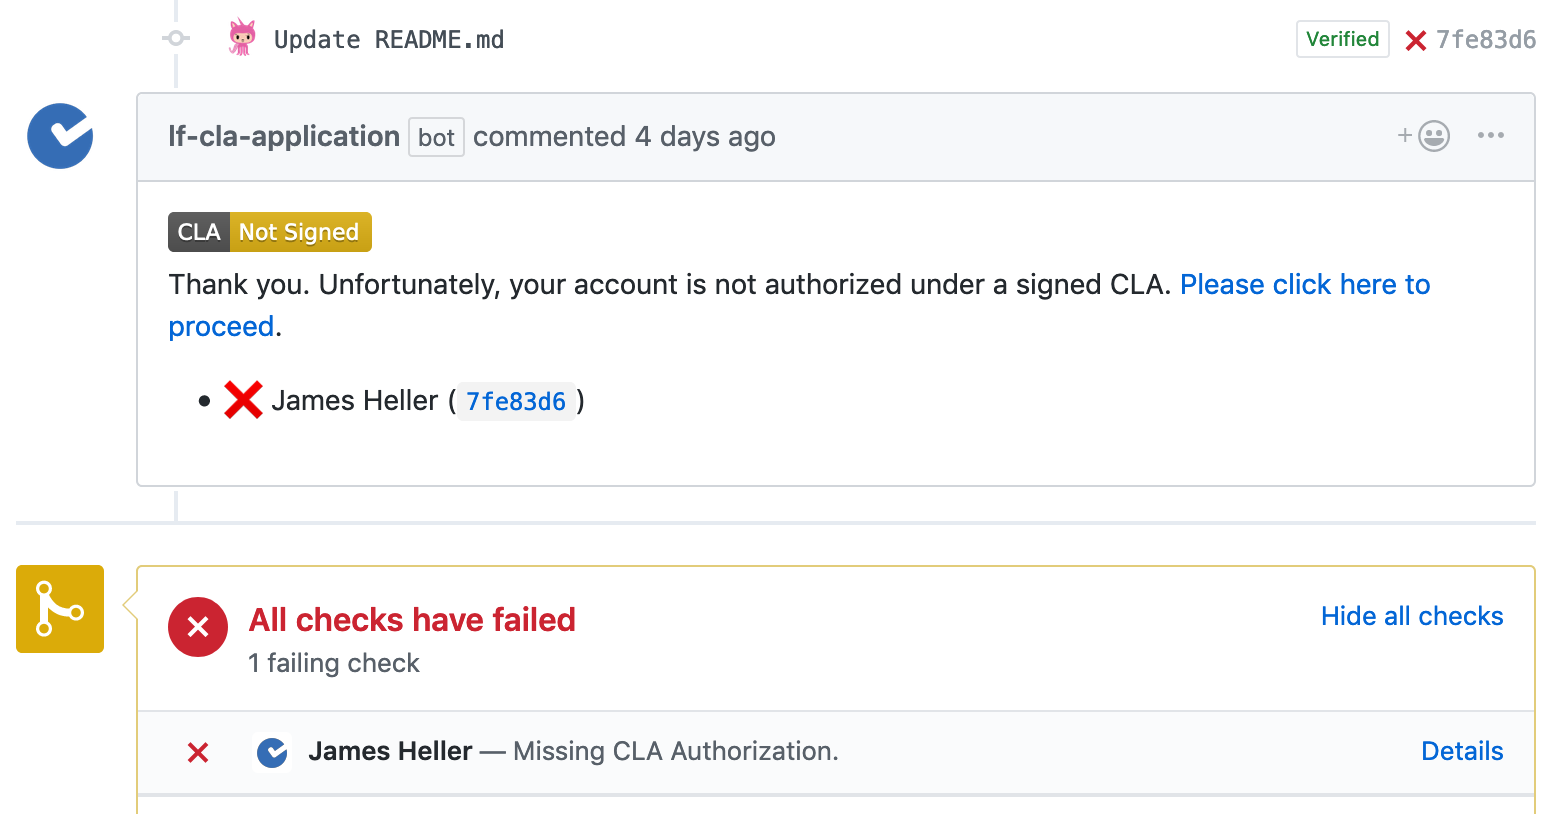 Update README.md Verified 7fe83d6
lf-cla-application bot commented 4 days ago
CLA Not Signed
Thank you. Unfortunately, your account is not authorized under a signed CLA. Please click here to
proceed.
James Heller ( 7fe83d6 )
All checks have failed Hide all checks
1 failing check
James Heller — Missing CLA Authorization. Details